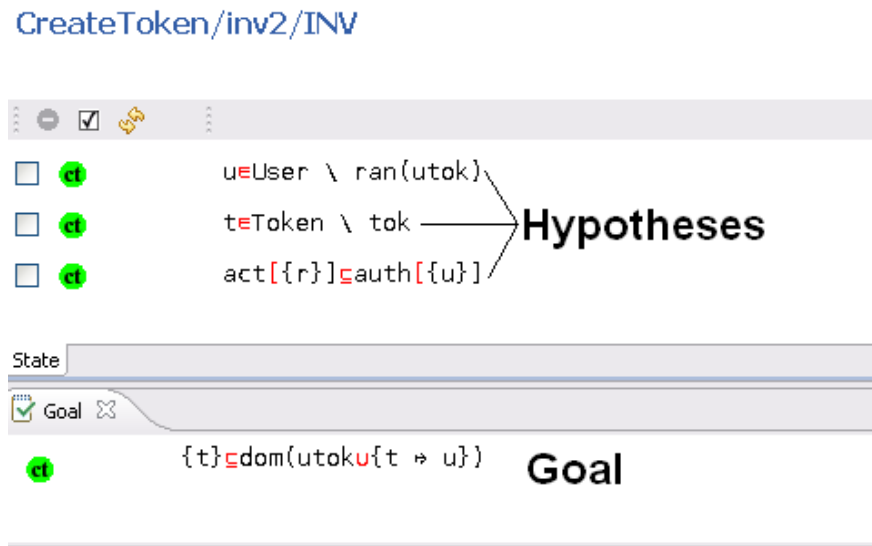 CreateToken/inv2/INV
ct u∈User \ ran(utok)
ct t∈Token \ tok
Hypotheses
ct act[{r}]⊆auth[{u}]
State
Goal
ct {t}⊆dom(utok∪{t ↦ u})
Goal